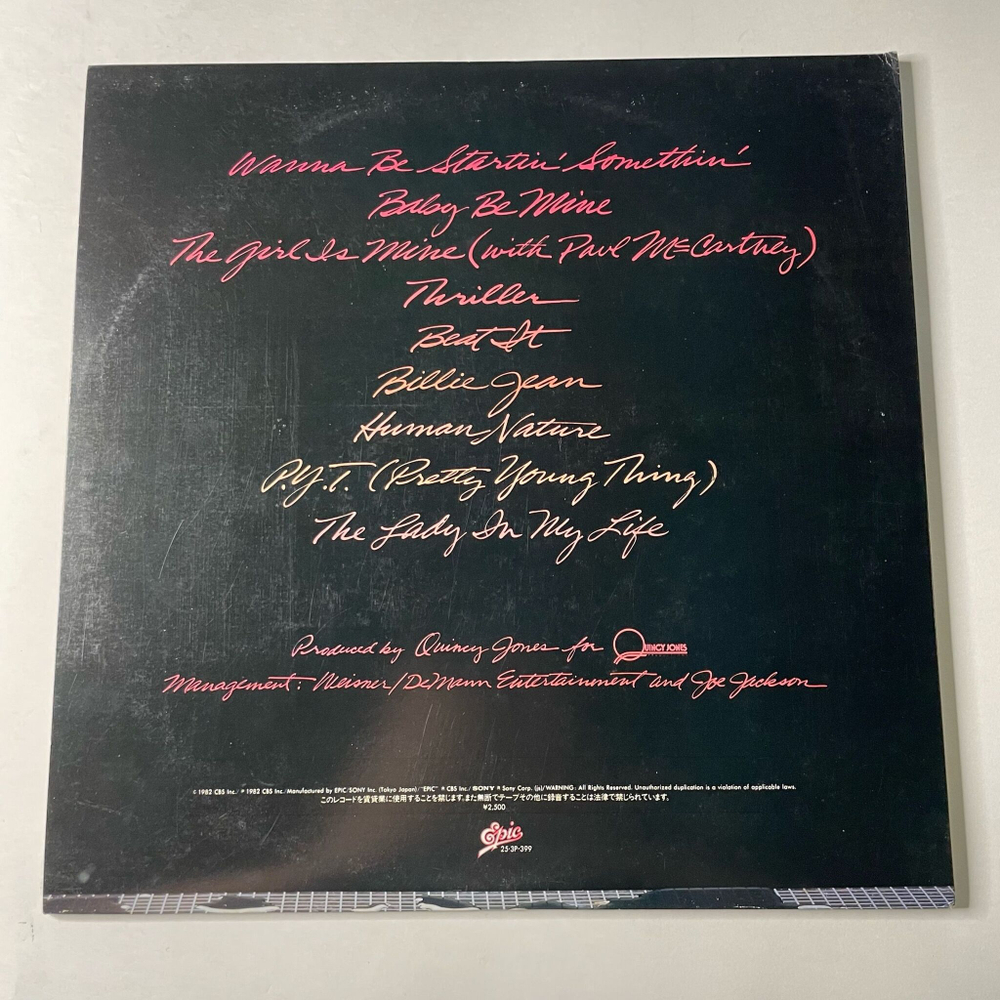 Wanna Be Startin' Somethin'
Baby Be Mine
The Girl Is Mine (with Paul McCartney)
Thriller
Beat It
Billie Jean
Human Nature
P.Y.T. (Pretty Young Thing)
The Lady In My Life
Produced by Quincy Jones for QUINCY JONES
Management: Weisner/DeMann Entertainment and Joe Jackson
© 1982 CBS Inc./ ℗ 1982 CBS Inc./Manufactured by EPIC/SONY Inc. (Tokyo Japan)/"EPIC" ® CBS Inc./ SONY ® Sony Corp. (js)/WARNING: All Rights Reserved. Unauthorized duplication is a violation of applicable laws.
このレコードを賃貸業に使用することを禁じます。また無断でテープその他に録音することは法律で禁じられています。
¥2,500
Epic
25·3P-399